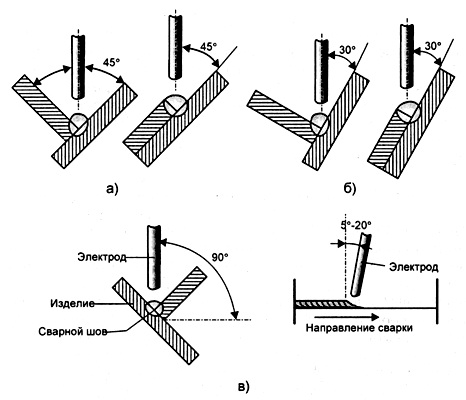 45°
45°
30°
30°
а)
б)
5°-20°
Электрод
90°
Электрод
Изделие
Сварной шов
Направление сварки
в)